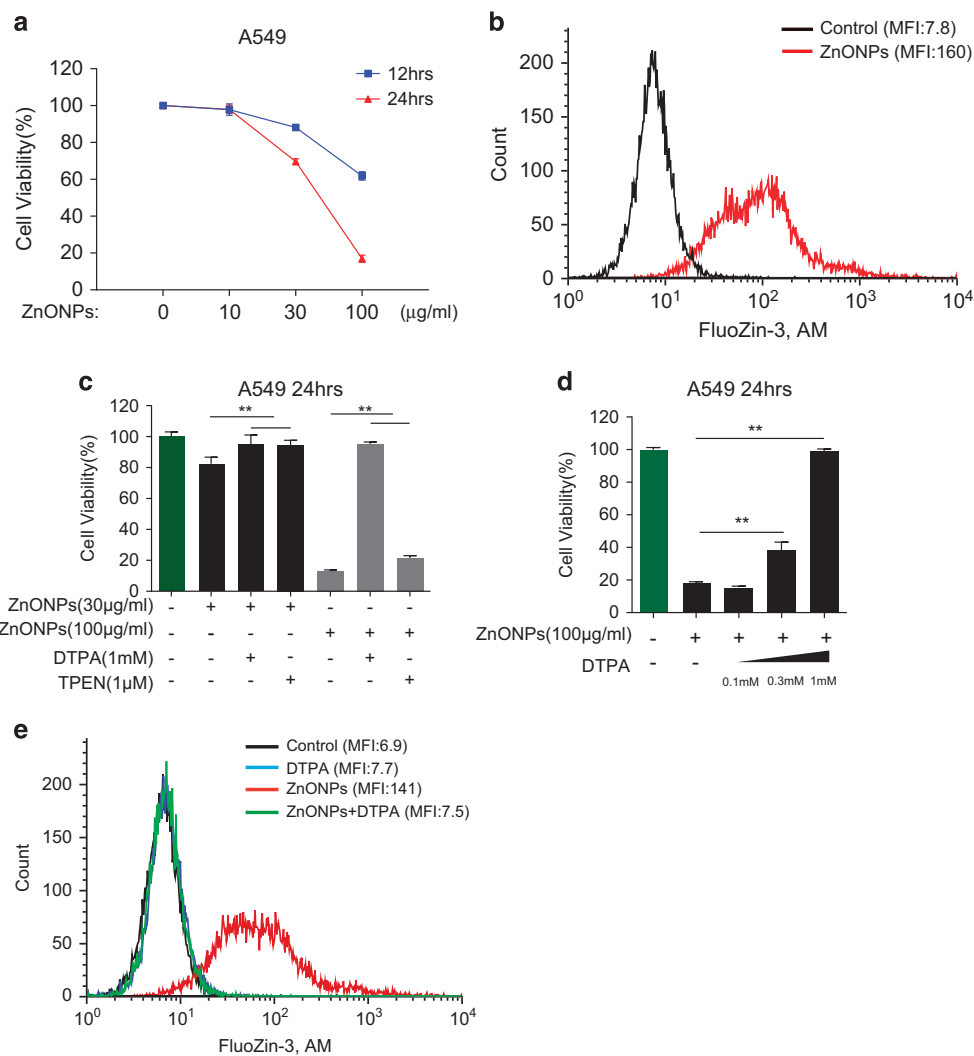 a
A549
120
100
80
60
40
20
0
Cell Viability(%)
12hrs
24hrs
ZnONPs: 0 10 30 100 (μg/ml)
b
Control (MFI:7.8)
ZnONPs (MFI:160)
200
150
100
50
0
Count
10^0 10^1 10^2 10^3 10^4
FluoZin-3, AM
c
A549 24hrs
120
100
80
60
40
20
0
Cell Viability(%)
** **
ZnONPs(30μg/ml) - + + + - - -
ZnONPs(100μg/ml) - - - - + + +
DTPA(1mM) - - + - - + -
TPEN(1μM) - - - + - - +
d
A549 24hrs
120
100
80
60
40
20
0
Cell Viability(%)
**
**
ZnONPs(100μg/ml) - + + + +
DTPA - -
0.1mM 0.3mM 1mM
e
Control (MFI:6.9)
DTPA (MFI:7.7)
ZnONPs (MFI:141)
ZnONPs+DTPA (MFI:7.5)
200
150
100
50
0
Count
10^0 10^1 10^2 10^3 10^4
FluoZin-3, AM